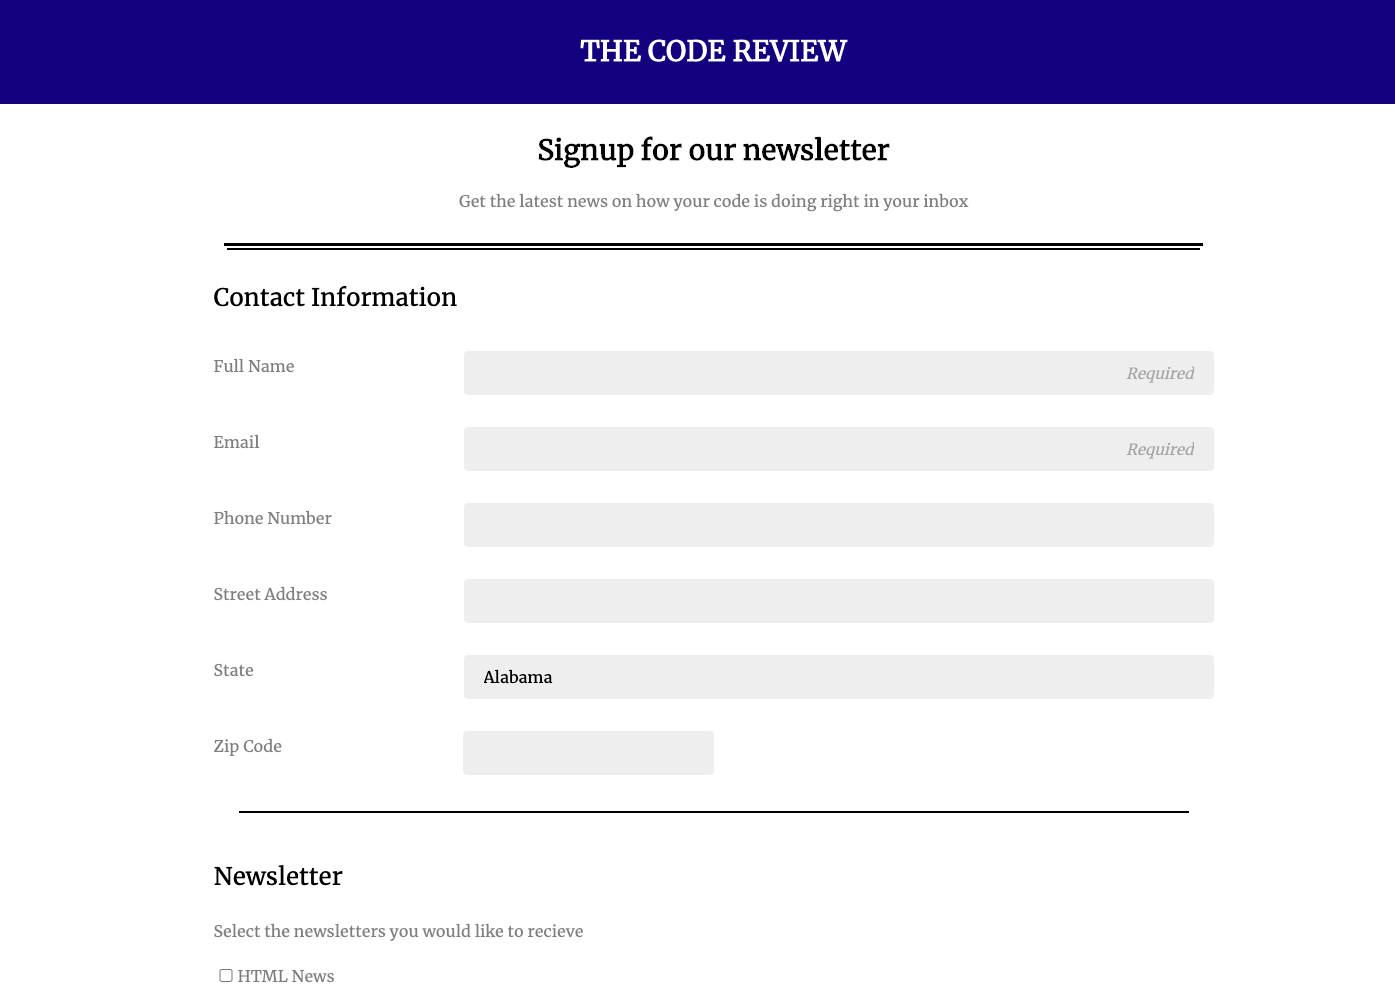 THE CODE REVIEW
Signup for our newsletter
Get the latest news on how your code is doing right in your inbox
Contact Information
Full Name Required
Email Required
Phone Number
Street Address
State Alabama
Zip Code
Newsletter
Select the newsletters you would like to recieve
HTML News